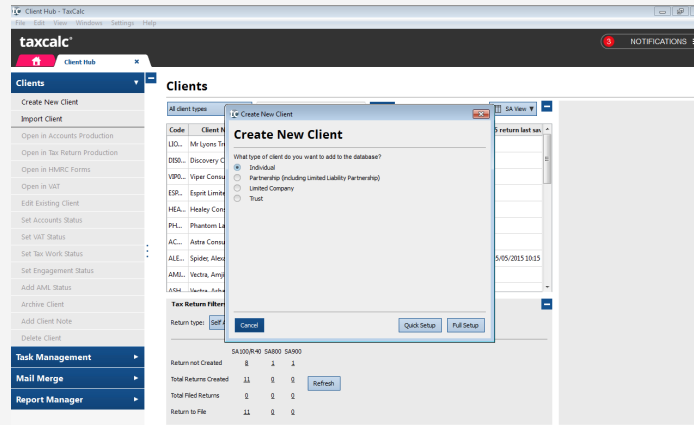 Client Hub - TaxCalc
File Edit View Windows Settings Help
taxcalc
3 NOTIFICATIONS
Client Hub ×
Clients
Create New Client
Import Client
Open in Accounts Production
Open in Tax Return Production
Open in HMRC Forms
Open in VAT
Edit Existing Client
Set Accounts Status
Set VAT Status
Set Tax Work Status
Set Engagement Status
Add AML Status
Archive Client
Add Client Note
Delete Client
Task Management
Mail Merge
Report Manager
Clients
All client types
SA View
Code Client N
return last sav
LIO... Mr Lyons Tr
DIS0... Discovery C
VIP0... Viper Consu
ESP... Esprit Limite
HEA... Healey Cons
PH... Phantom La
AC... Astra Consu
ALE... Spider, Alexa
5/05/2015 10:15
AMJ... Vectra, Amji
ASH
Create New Client
Create New Client
What type of client do you want to add to the database?
Individual
Partnership (including Limited Liability Partnership)
Limited Company
Trust
Cancel Quick Setup Full Setup
Tax Return Filter
Return type: Self A
SA100/R40 SA800 SA900
Return not Created 8 1 1
Total Returns Created 11 0 0
Refresh
Total Filed Returns 0 0 0
Return to File 11 0 0